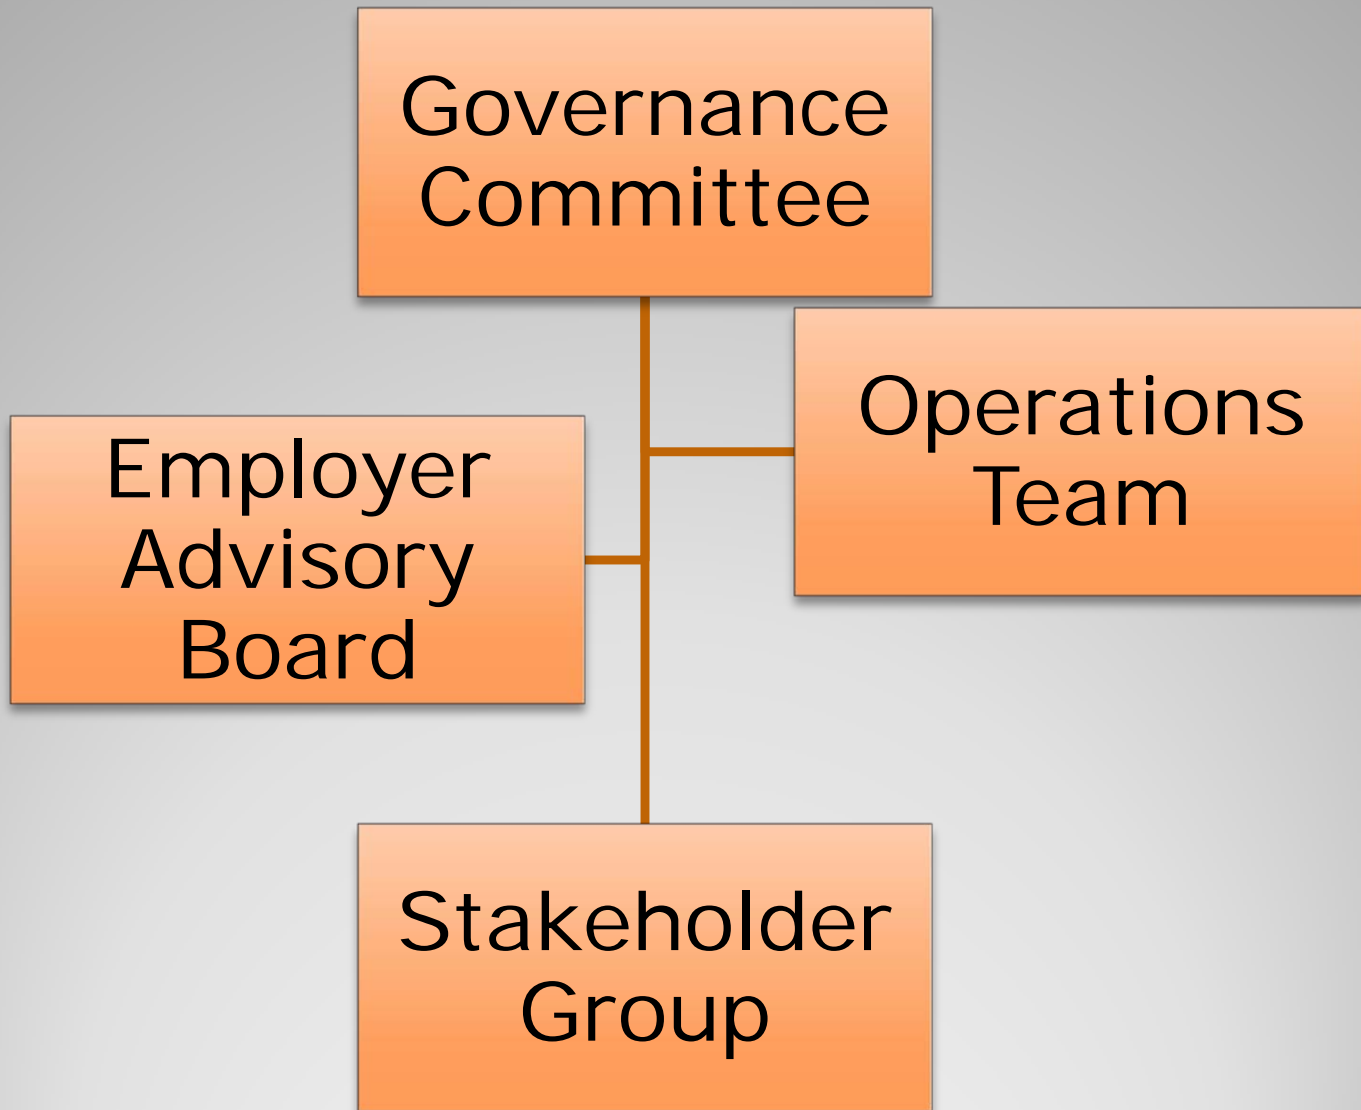 Governance
Committee
Operations
Team
Employer
Advisory
Board
Stakeholder
Group